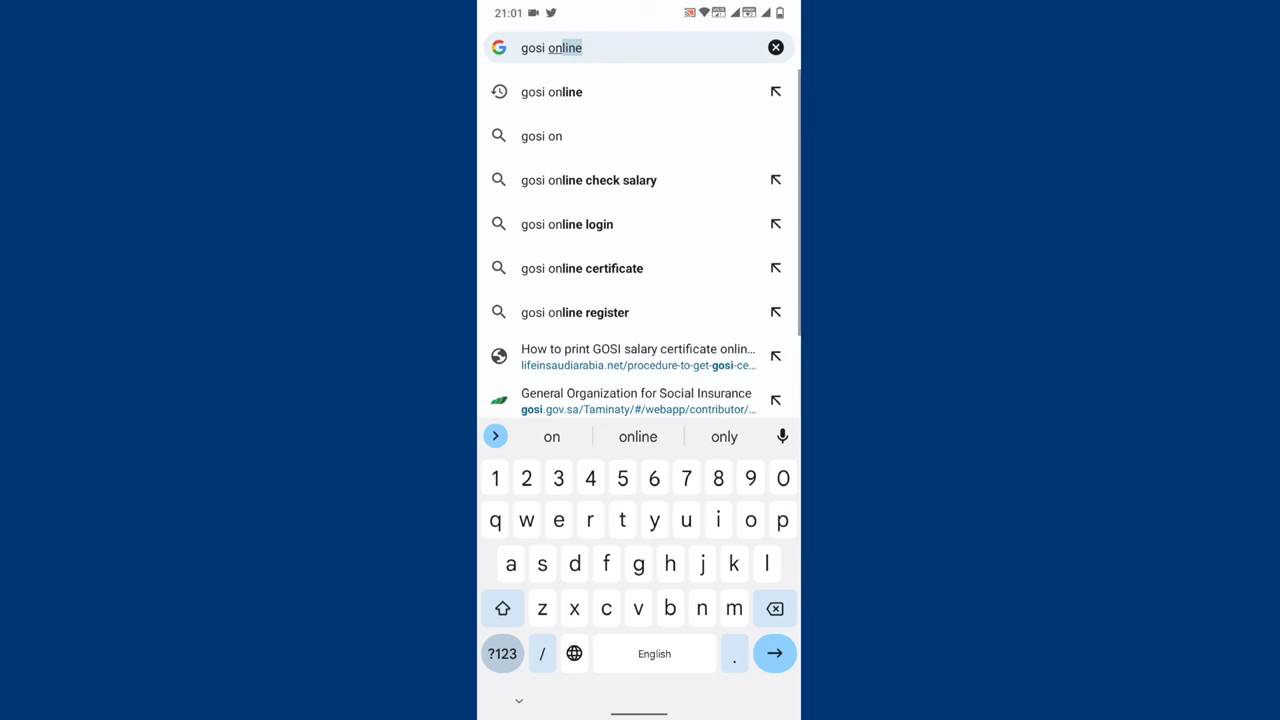 21:01
gosi online
gosi online
gosi on
gosi online check salary
gosi online login
gosi online certificate
gosi online register
How to print GOSI salary certificate onlin...
lifeinsaudiarabia.net/procedure-to-get-gosi-ce...
General Organization for Social Insurance
gosi.gov.sa/Taminaty/#/webapp/contributor/...
on online only
1 2 3 4 5 6 7 8 9 0
q w e r t y u i o p
a s d f g h j k l
z x c v b n m
?123 / English .